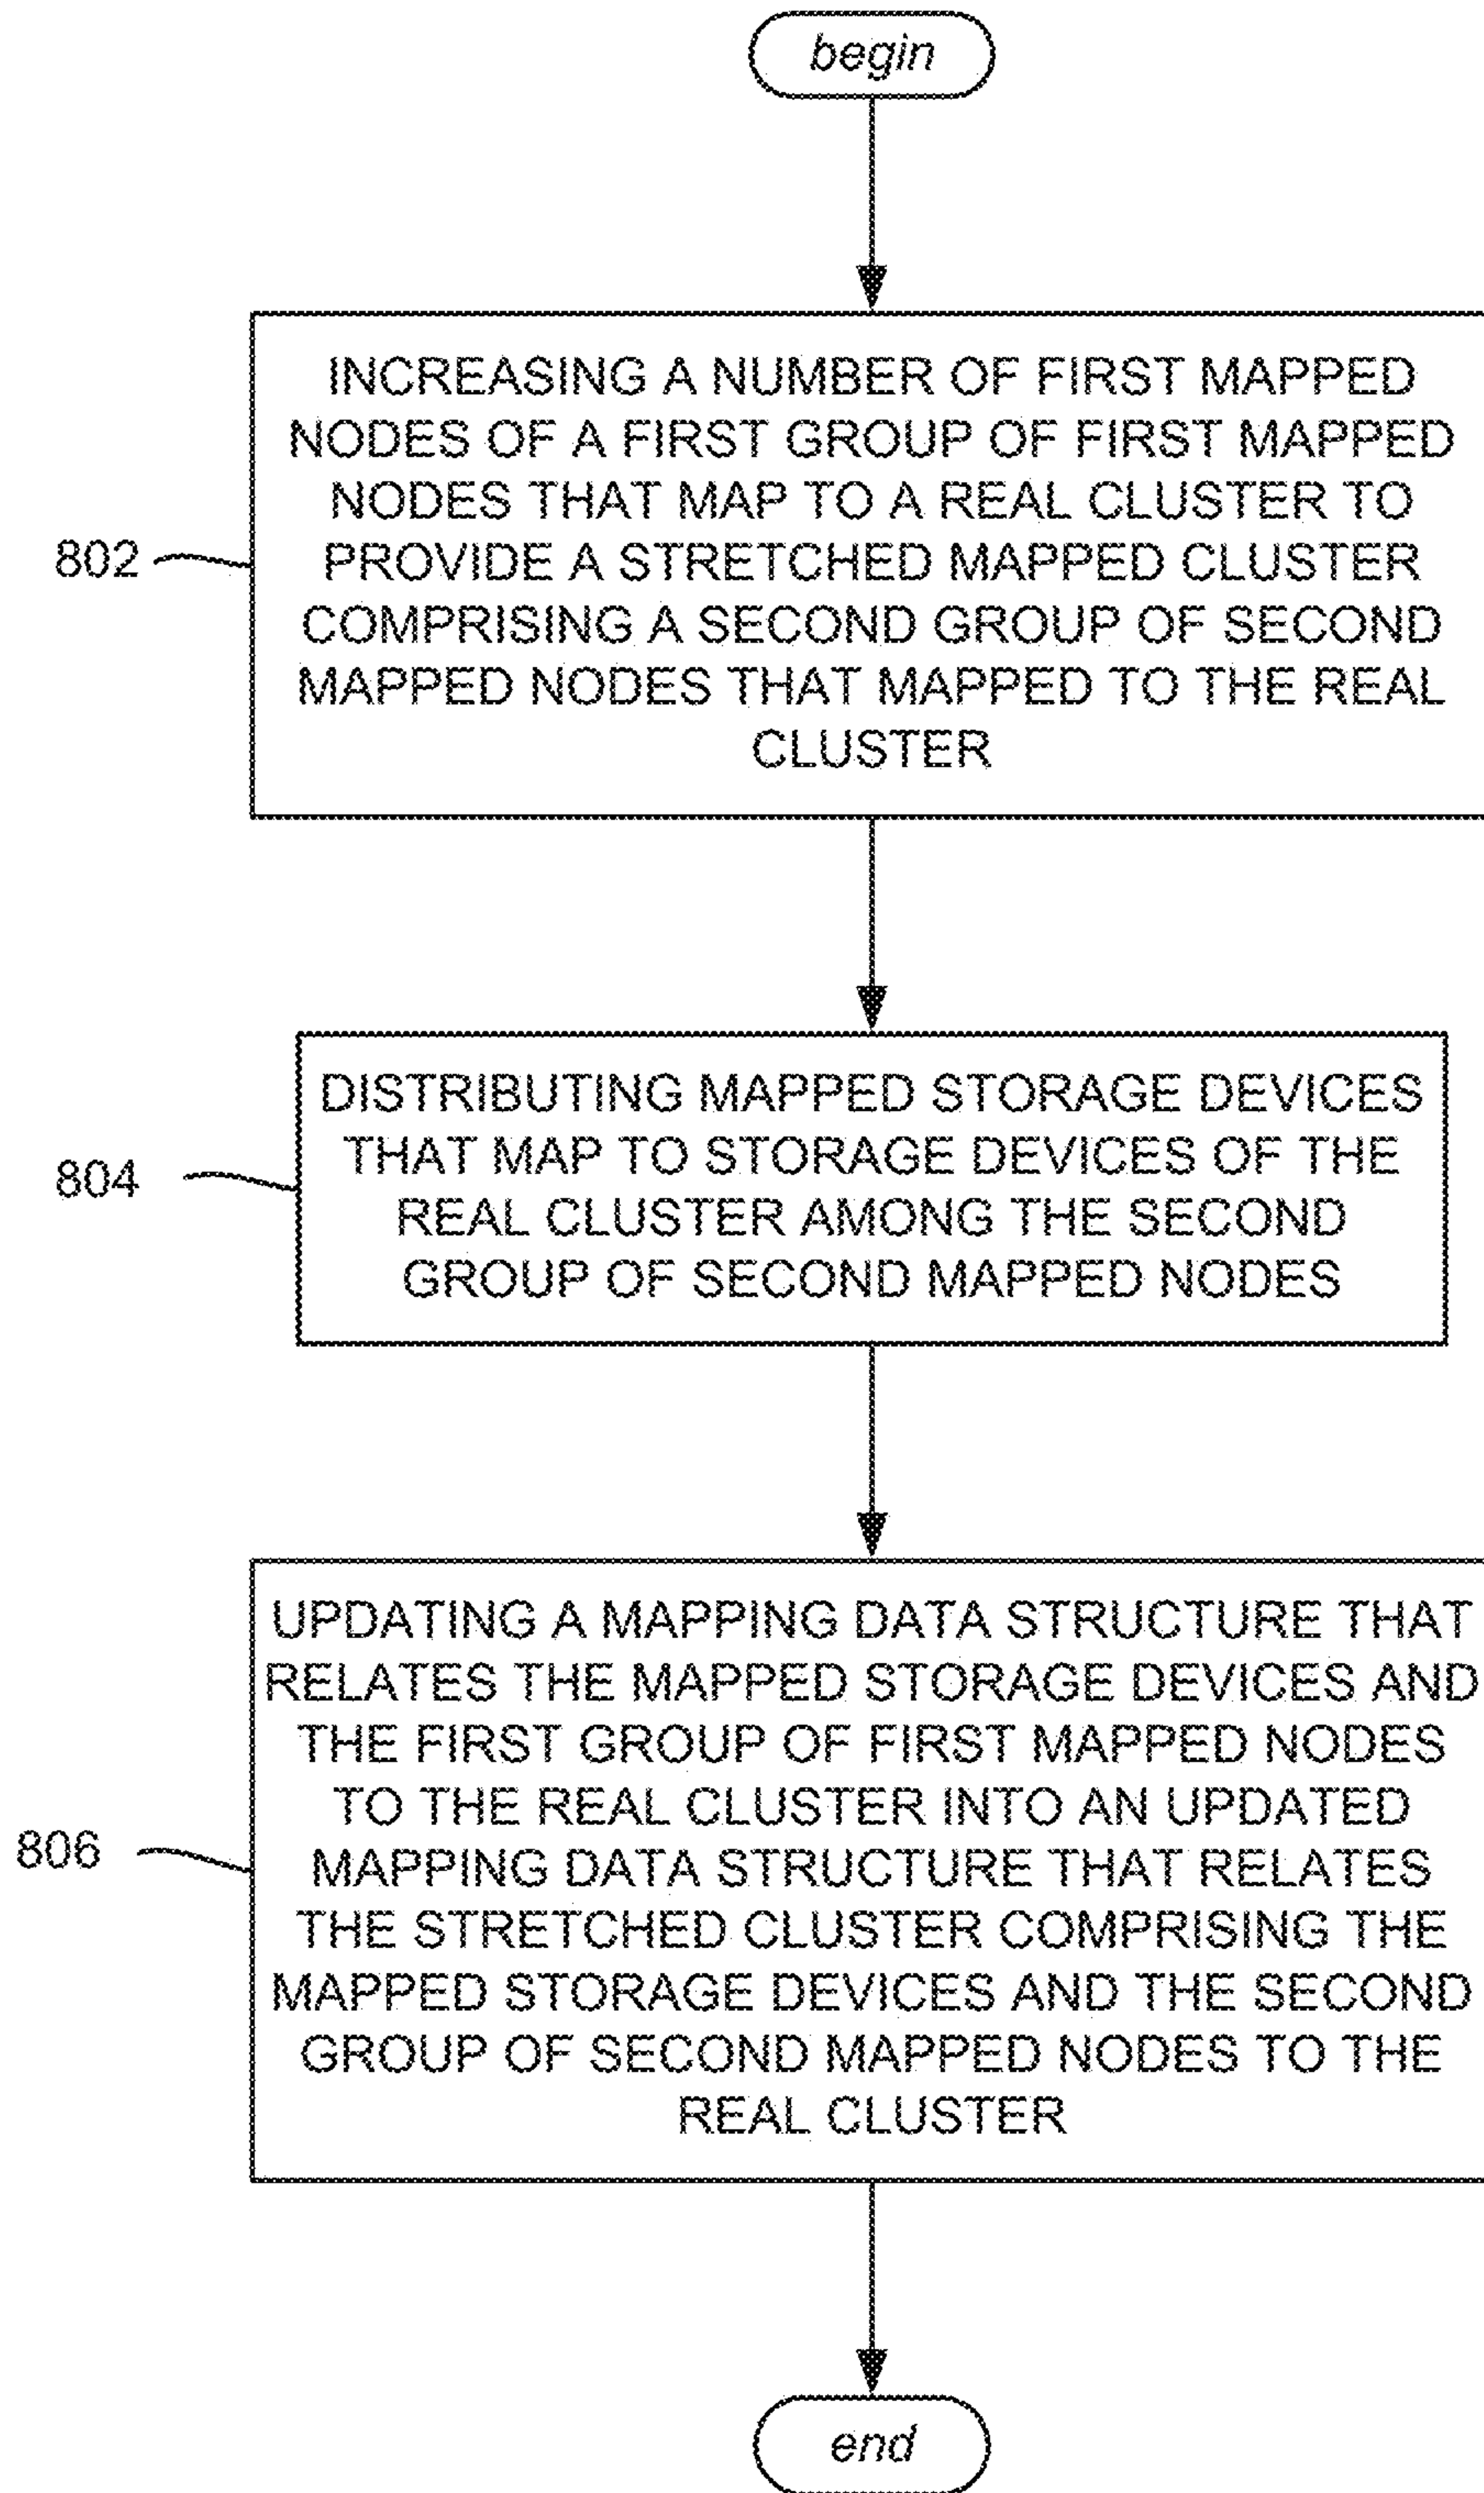 begin
INCREASING A NUMBER OF FIRST MAPPED
NODES OF A FIRST GROUP OF FIRST MAPPED
NODES THAT MAP TO A REAL CLUSTER TO
PROVIDE A STRETCHED MAPPED CLUSTER
COMPRISING A SECOND GROUP OF SECOND
MAPPED NODES THAT MAPPED TO THE REAL
CLUSTER
802
DISTRIBUTING MAPPED STORAGE DEVICES
THAT MAP TO STORAGE DEVICES OF THE
REAL CLUSTER AMONG THE SECOND
GROUP OF SECOND MAPPED NODES
804
UPDATING A MAPPING DATA STRUCTURE THAT
RELATES THE MAPPED STORAGE DEVICES AND
THE FIRST GROUP OF FIRST MAPPED NODES
TO THE REAL CLUSTER INTO AN UPDATED
MAPPING DATA STRUCTURE THAT RELATES
THE STRETCHED CLUSTER COMPRISING THE
MAPPED STORAGE DEVICES AND THE SECOND
GROUP OF SECOND MAPPED NODES TO THE
REAL CLUSTER
806
end